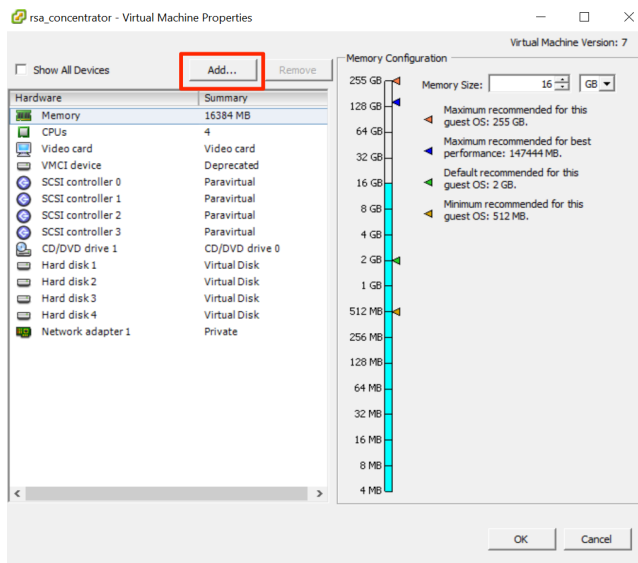 rsa_concentrator - Virtual Machine Properties
Virtual Machine Version: 7
Show All Devices
Add...
Remove
Hardware Summary
Memory 16384 MB
CPUs 4
Video card Video card
VMCI device Deprecated
SCSI controller 0 Paravirtual
SCSI controller 1 Paravirtual
SCSI controller 2 Paravirtual
SCSI controller 3 Paravirtual
CD/DVD drive 1 CD/DVD drive 0
Hard disk 1 Virtual Disk
Hard disk 2 Virtual Disk
Hard disk 3 Virtual Disk
Hard disk 4 Virtual Disk
Network adapter 1 Private
Memory Configuration
255 GB
128 GB
64 GB
32 GB
16 GB
8 GB
4 GB
2 GB
1 GB
512 MB
256 MB
128 MB
64 MB
32 MB
16 MB
8 MB
4 MB
Memory Size: 16 GB
Maximum recommended for this
guest OS: 255 GB.
Maximum recommended for best
performance: 147444 MB.
Default recommended for this
guest OS: 2 GB.
Minimum recommended for this
guest OS: 512 MB.
OK
Cancel